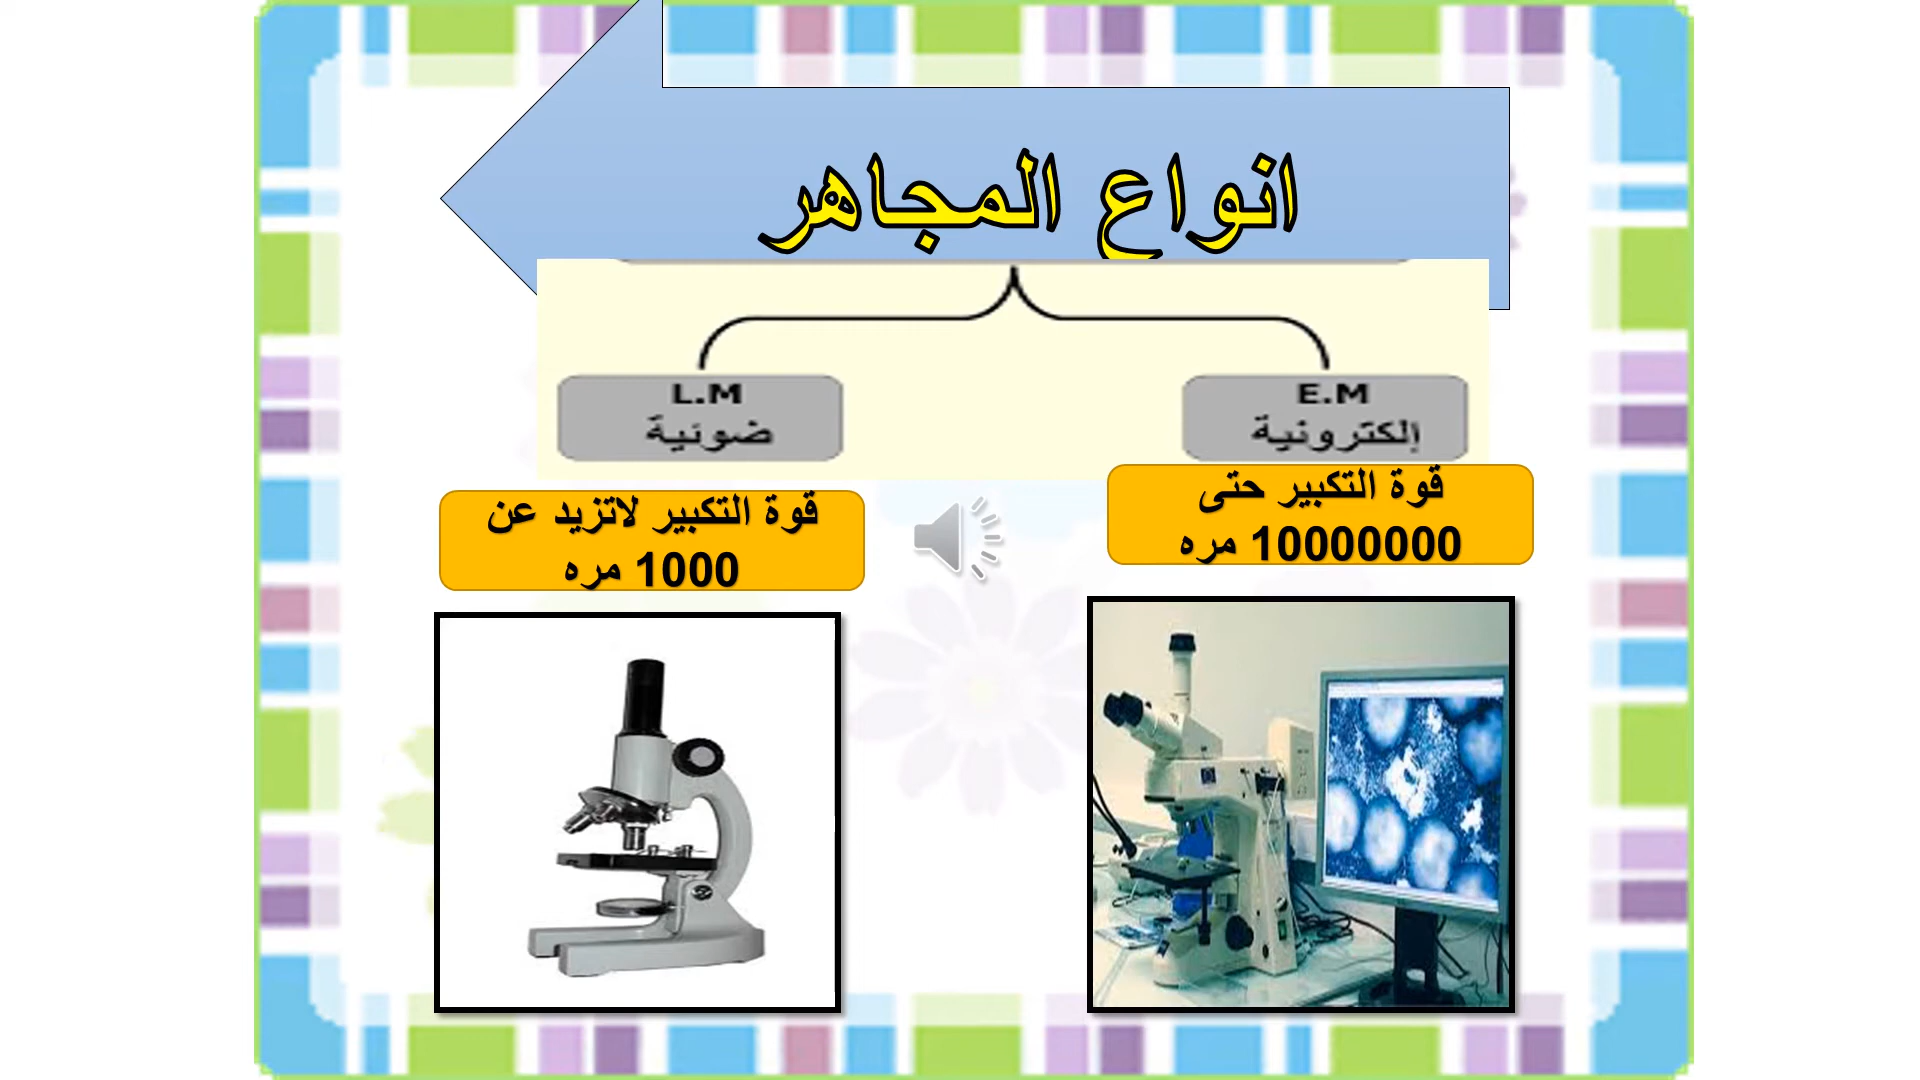 انواع المجاهر
E.M
إلكترونية
L.M
ضوئية
قوة التكبير حتى
10000000 مره
قوة التكبير لاتزيد عن
1000 مره